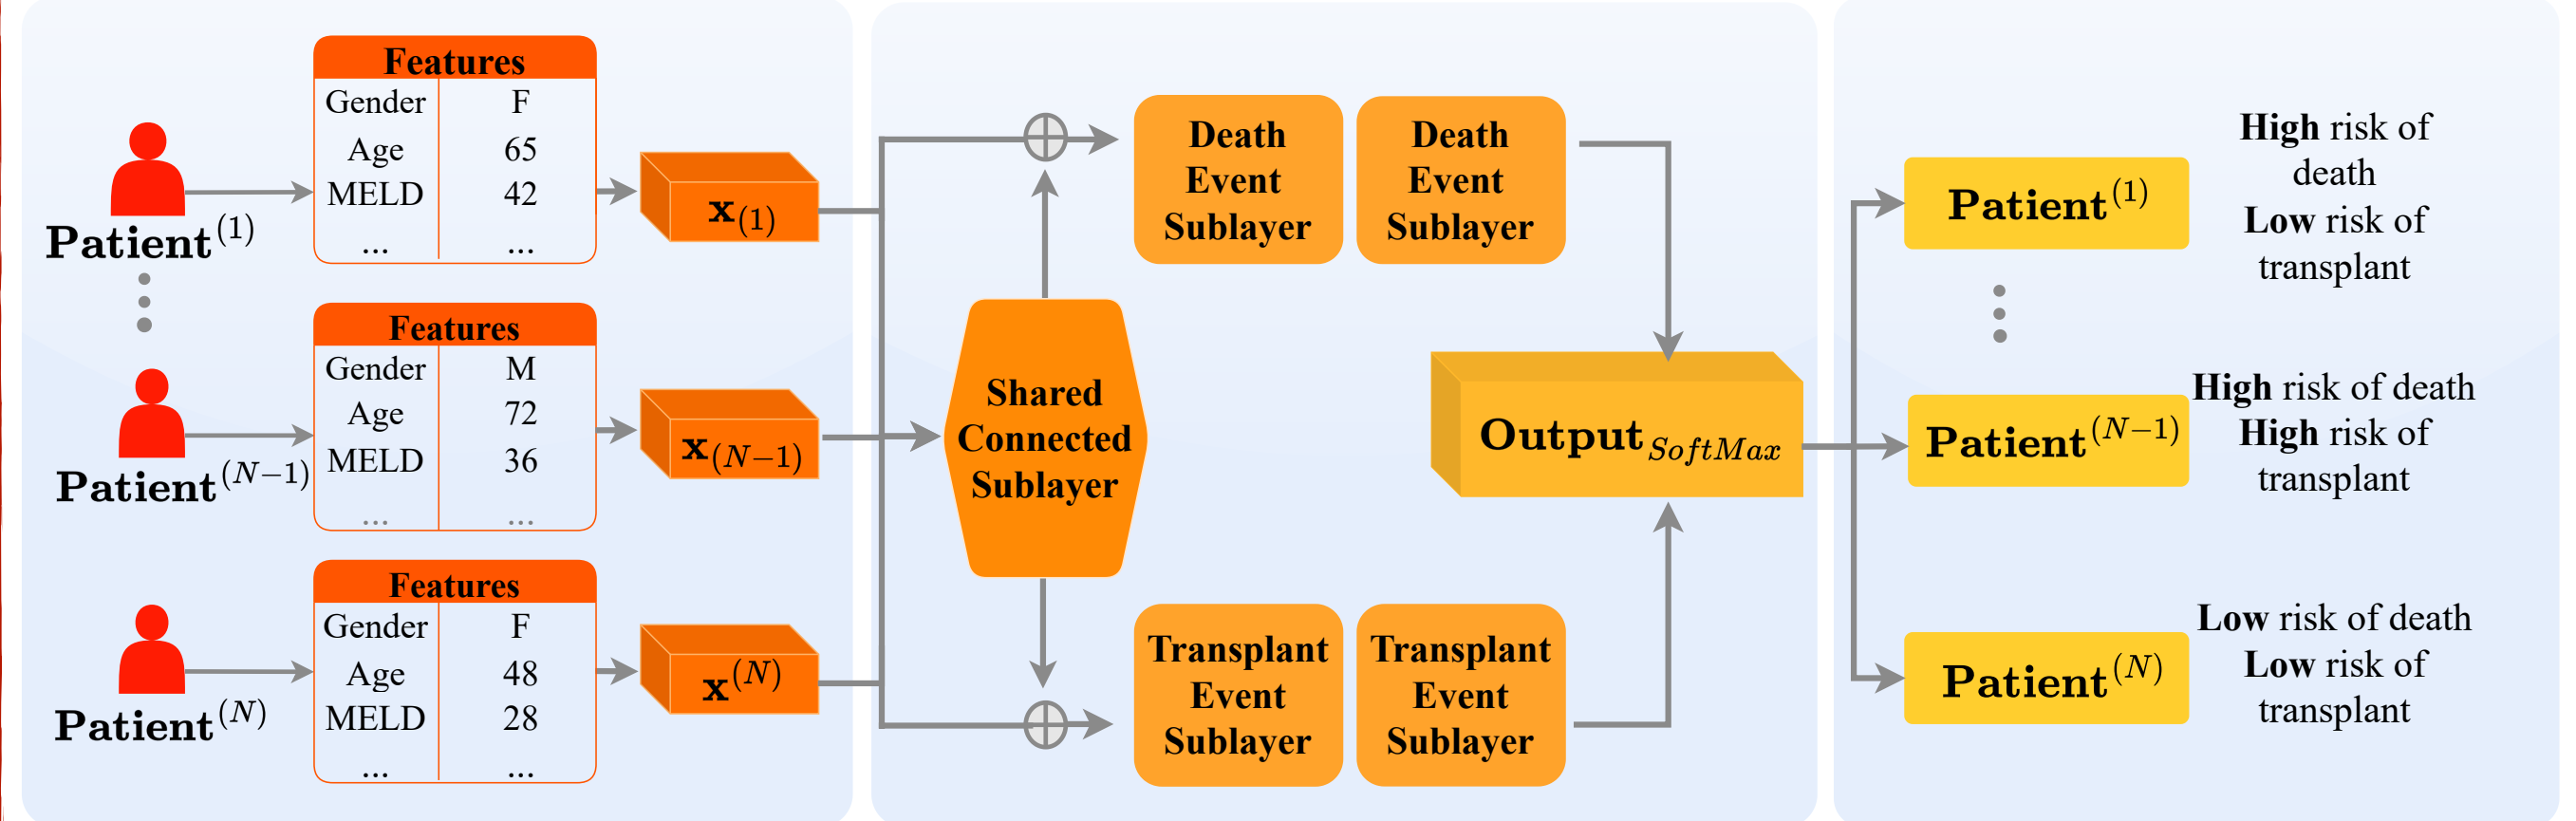 Features
Gender F
Age 65
MELD 42
... ...
Patient^(1)
x_(1)
Features
Gender M
Age 72
MELD 36
... ...
Patient^(N−1)
x_(N−1)
Features
Gender F
Age 48
MELD 28
... ...
Patient^(N)
x^(N)
Shared
Connected
Sublayer
Death
Event
Sublayer
Death
Event
Sublayer
Transplant
Event
Sublayer
Transplant
Event
Sublayer
Output_SoftMax
Patient^(1)
High risk of
death
Low risk of
transplant
Patient^(N−1)
High risk of death
High risk of
transplant
Patient^(N)
Low risk of death
Low risk of
transplant